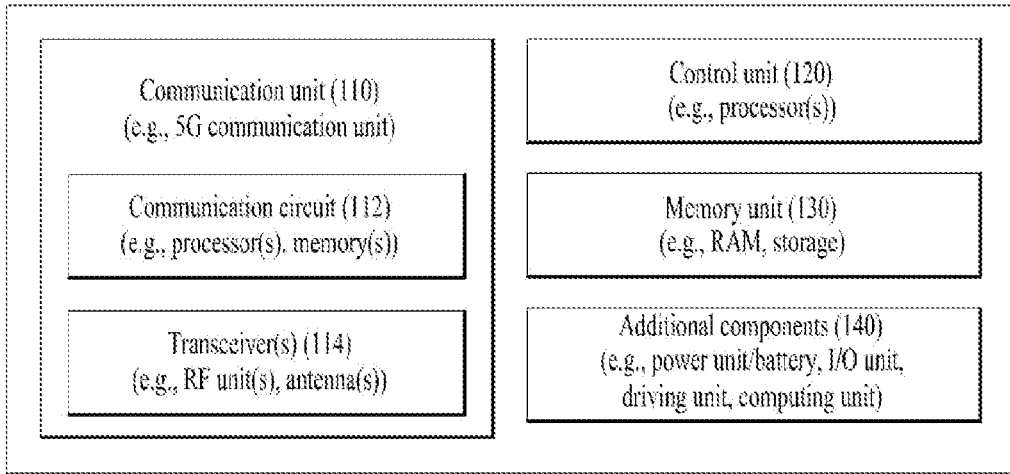 Communication unit (110)
(e.g., 5G communication unit)
Communication circuit (112)
(e.g., processor(s), memory(s))
Transceiver(s) (114)
(e.g., RF unit(s), antenna(s))
Control unit (120)
(e.g., processor(s))
Memory unit (130)
(e.g., RAM, storage)
Additional components (140)
(e.g., power unit/battery, I/O unit,
driving unit, computing unit)